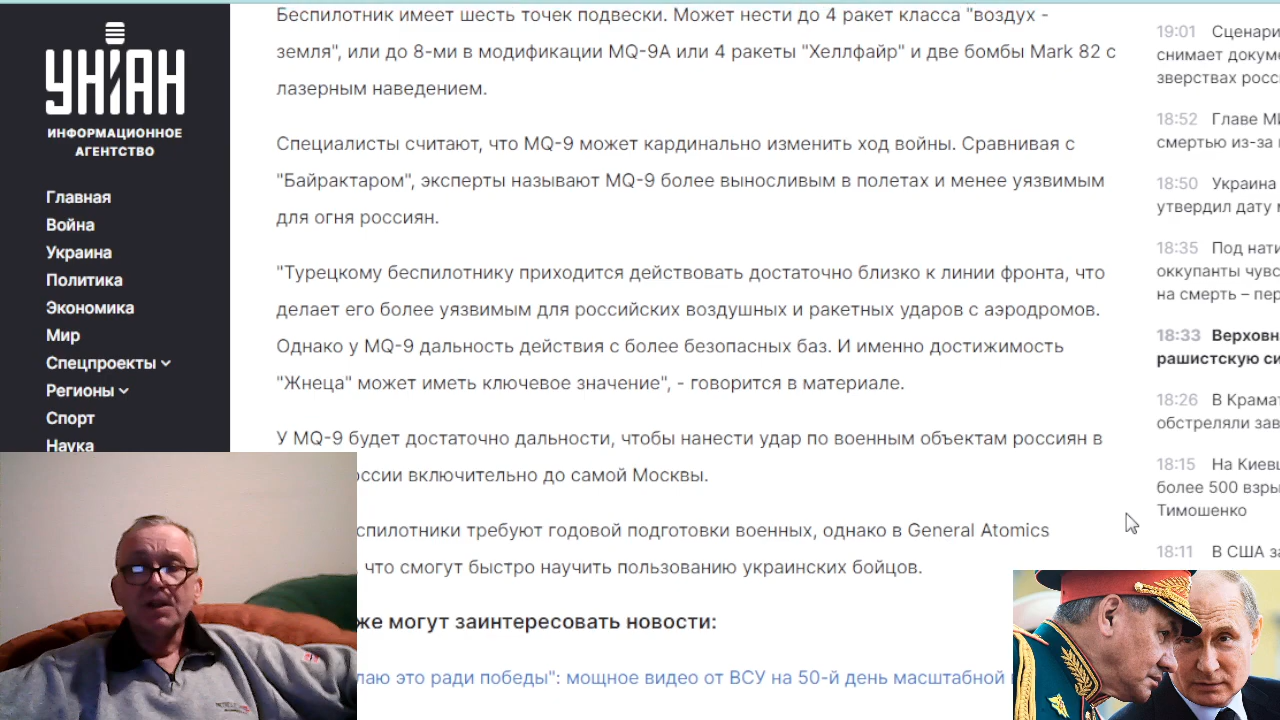 УНІАН
ИНФОРМАЦИОННОЕ
АГЕНТСТВО
Главная
Война
Украина
Политика
Экономика
Мир
Спецпроекты
Регионы
Спорт
Наука
Беспилотник имеет шесть точек подвески. Может нести до 4 ракет класса "воздух -
земля", или до 8-ми в модификации MQ-9A или 4 ракеты "Хеллфайр" и две бомбы Mark 82 с
лазерным наведением.
Специалисты считают, что MQ-9 может кардинально изменить ход войны. Сравнивая с
"Байрактаром", эксперты называют MQ-9 более выносливым в полетах и менее уязвимым
для огня россиян.
"Турецкому беспилотнику приходится действовать достаточно близко к линии фронта, что
делает его более уязвимым для российских воздушных и ракетных ударов с аэродромов.
Однако у MQ-9 дальность действия с более безопасных баз. И именно достижимость
"Жнеца" может иметь ключевое значение", - говорится в материале.
У MQ-9 будет достаточно дальности, чтобы нанести удар по военным объектам россиян в
ссии включительно до самой Москвы.
спилотники требуют годовой подготовки военных, однако в General Atomics
что смогут быстро научить пользованию украинских бойцов.
же могут заинтересовать новости:
лаю это ради победы": мощное видео от ВСУ на 50-й день масштабной
19:01 Сценари
снимает докуме
зверствах росс
18:52 Главе МИ
смертью из-за
18:50 Украина
утвердил дату
18:35 Под нати
оккупанты чувс
на смерть – пер
18:33 Верховн
рашистскую си
18:26 В Крамат
обстреляли зав
18:15 На Киевщ
более 500 взры
Тимошенко
18:11 В США за